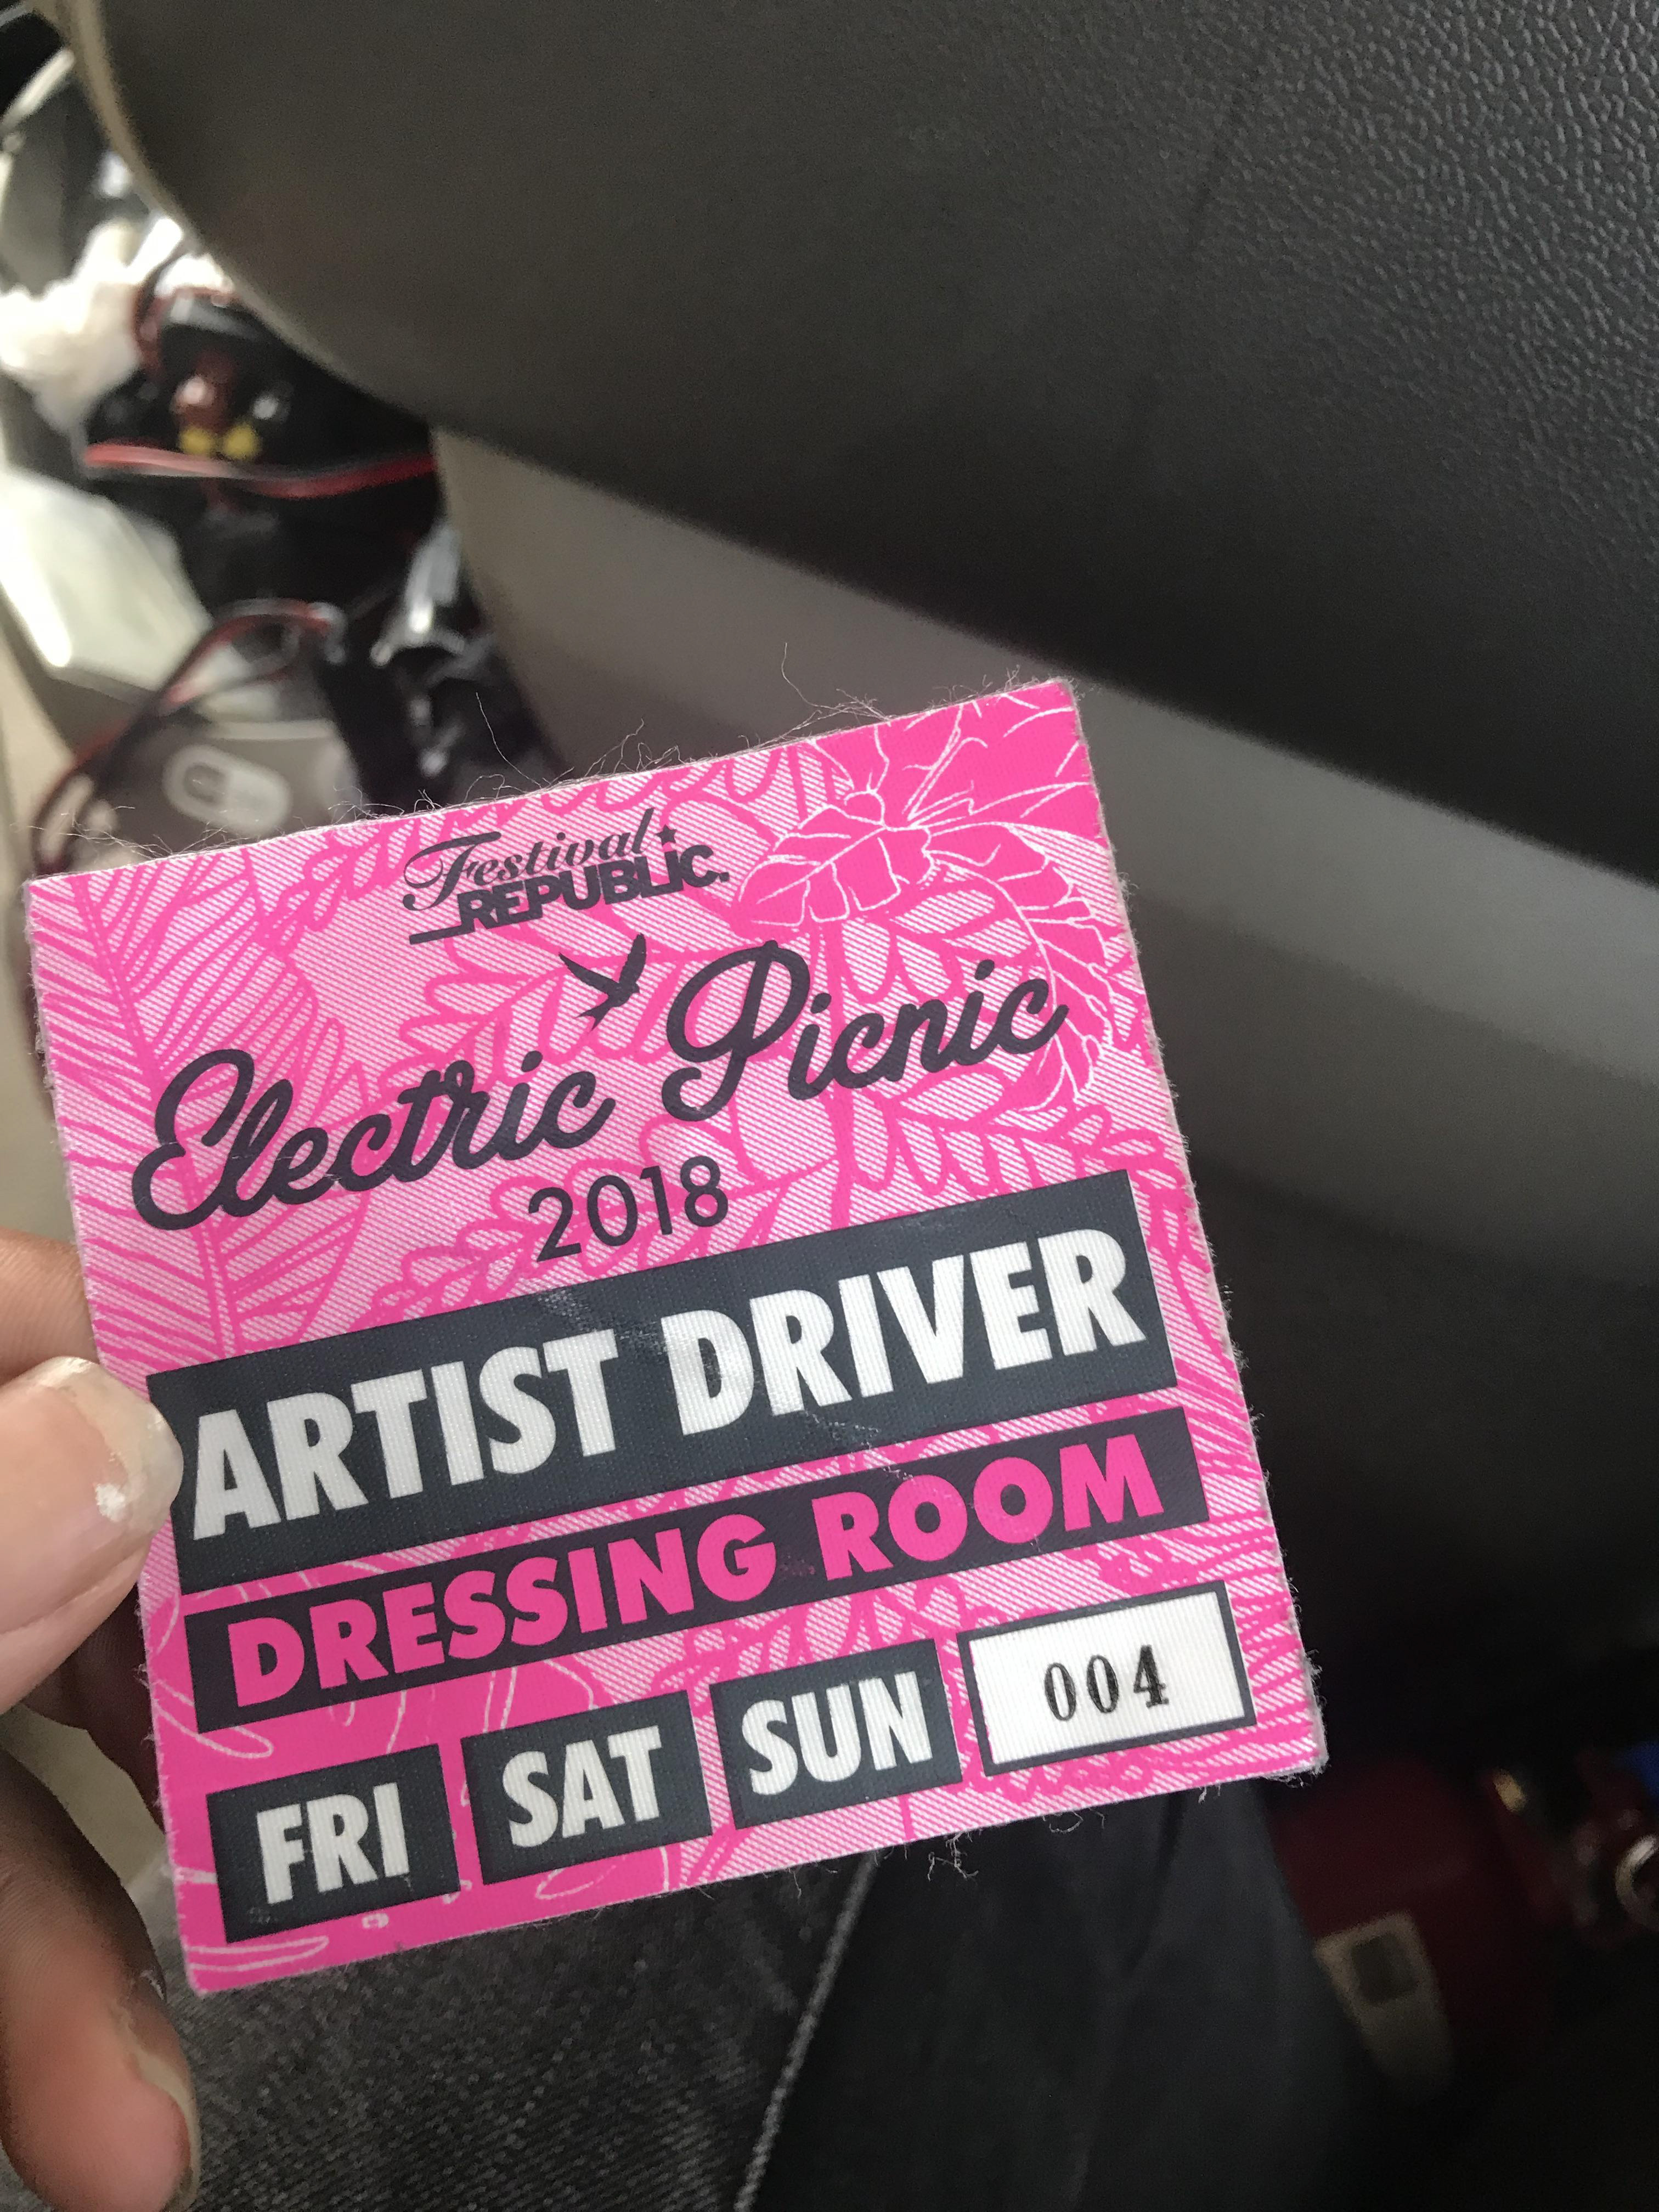 Festival
REPUBLIC.
Electric Picnic
2018
ARTIST DRIVER
DRESSING ROOM
FRI SAT SUN 004